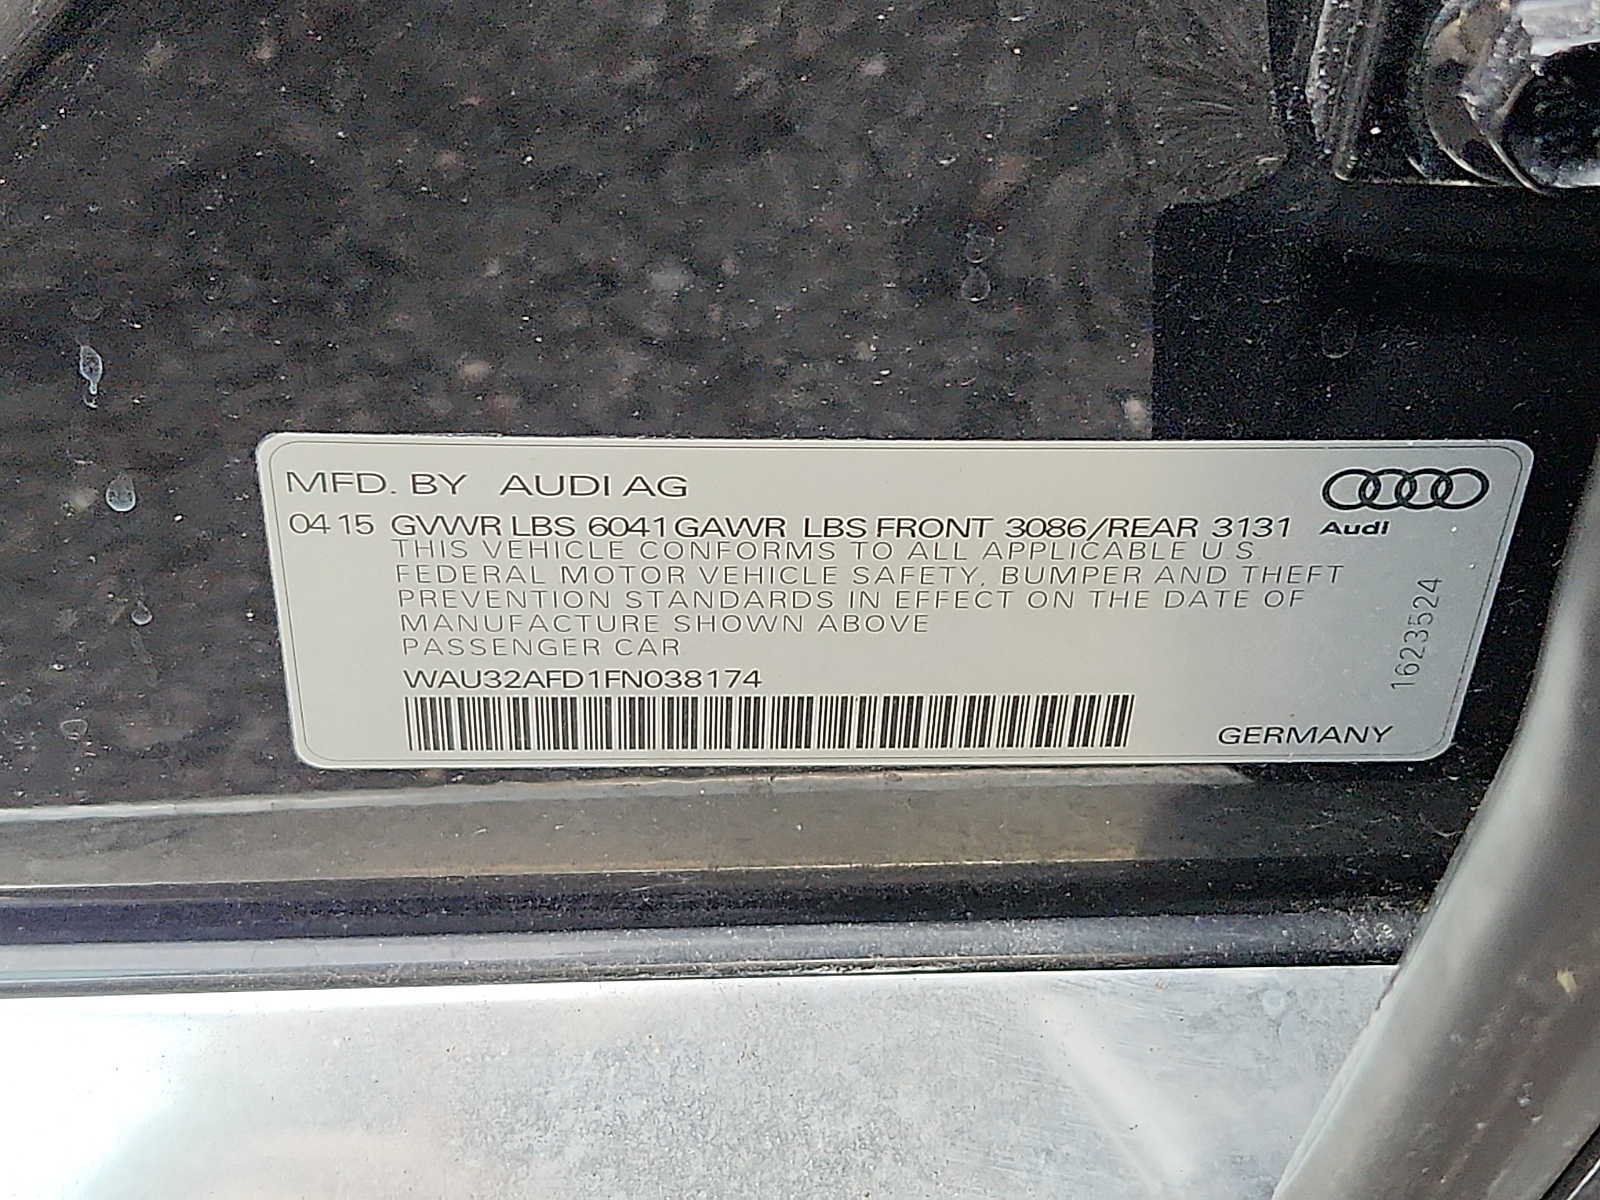 MFD. BY AUDI AG
04 15 GVWR LBS 6041 GAWR LBS FRONT 3086/REAR 3131
Audi
THIS VEHICLE CONFORMS TO ALL APPLICABLE U.S.
FEDERAL MOTOR VEHICLE SAFETY, BUMPER AND THEFT
PREVENTION STANDARDS IN EFFECT ON THE DATE OF
MANUFACTURE SHOWN ABOVE
PASSENGER CAR
WAU32AFD1FN038174
GERMANY
1623524